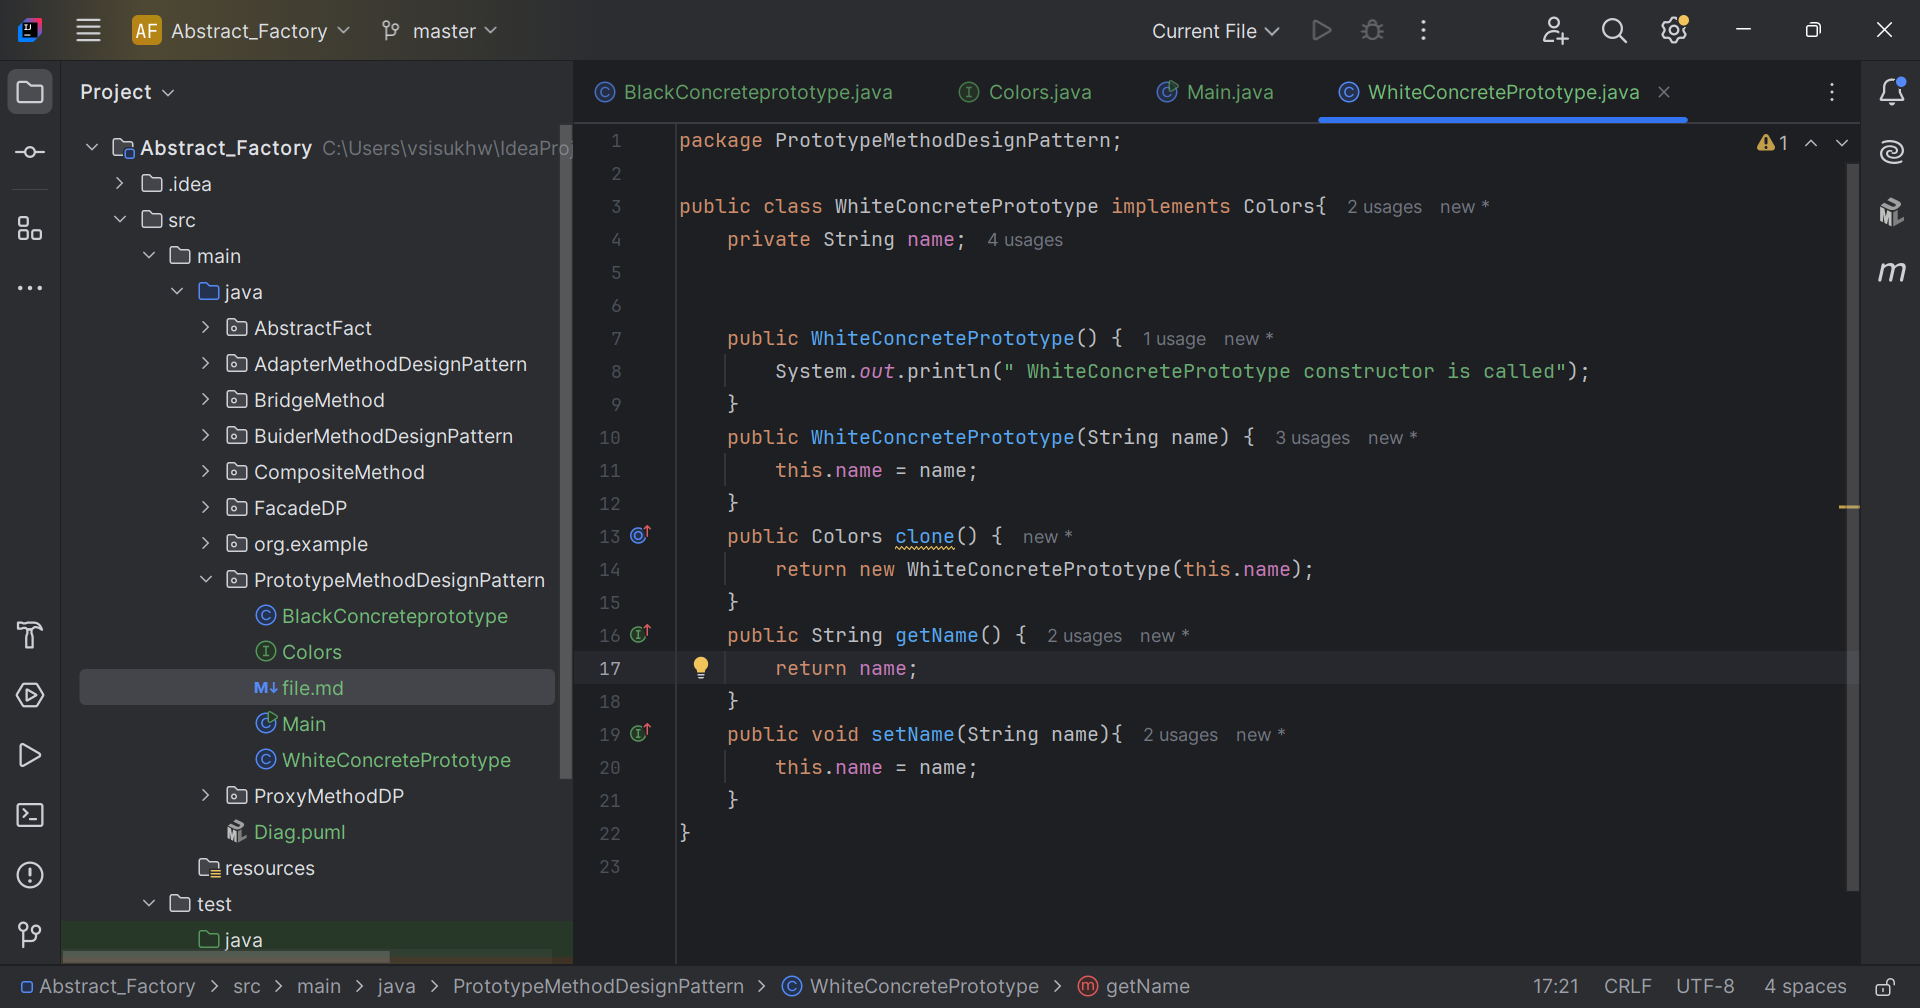 AF Abstract_Factory master Current File
Project
Abstract_Factory C:\Users\vsisukhw\IdeaProj
.idea
src
main
java
AbstractFact
AdapterMethodDesignPattern
BridgeMethod
BuiderMethodDesignPattern
CompositeMethod
FacadeDP
org.example
PrototypeMethodDesignPattern
BlackConcreteprototype
Colors
file.md
Main
WhiteConcretePrototype
ProxyMethodDP
Diag.puml
resources
test
java
BlackConcreteprototype.java Colors.java Main.java WhiteConcretePrototype.java
1 package PrototypeMethodDesignPattern; 1
2
3 public class WhiteConcretePrototype implements Colors{ 2 usages new *
4 private String name; 4 usages
5
6
7 public WhiteConcretePrototype() { 1 usage new *
8 System.out.println(" WhiteConcretePrototype constructor is called");
9 }
10 public WhiteConcretePrototype(String name) { 3 usages new *
11 this.name = name;
12 }
13 public Colors clone() { new *
14 return new WhiteConcretePrototype(this.name);
15 }
16 public String getName() { 2 usages new *
17 return name;
18 }
19 public void setName(String name){ 2 usages new *
20 this.name = name;
21 }
22 }
23
Abstract_Factory > src > main > java > PrototypeMethodDesignPattern > WhiteConcretePrototype > getName 17:21 CRLF UTF-8 4 spaces